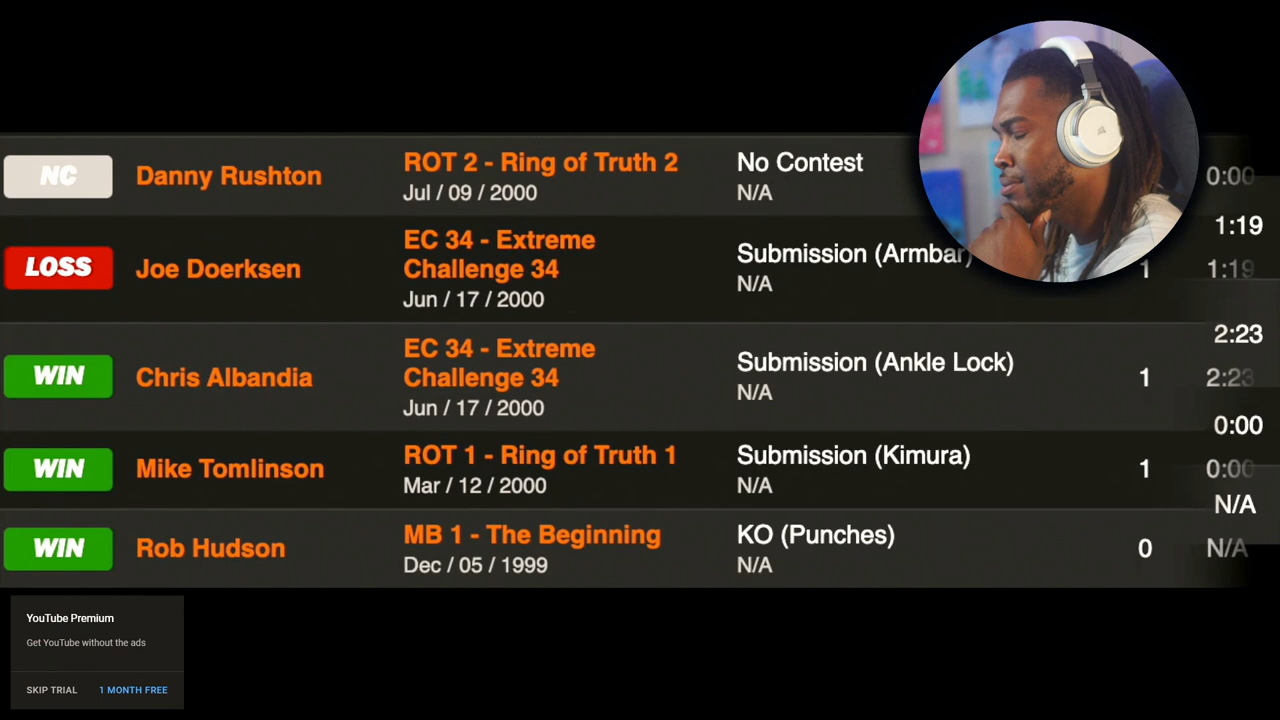 NC
Danny Rushton
ROT 2 - Ring of Truth 2
Jul / 09 / 2000
No Contest
N/A
0:00
LOSS
Joe Doerksen
EC 34 - Extreme
Challenge 34
Jun / 17 / 2000
Submission (Armbar)
N/A
1
1:19
1:19
WIN
Chris Albandia
EC 34 - Extreme
Challenge 34
Jun / 17 / 2000
Submission (Ankle Lock)
N/A
1
2:23
2:23
WIN
Mike Tomlinson
ROT 1 - Ring of Truth 1
Mar / 12 / 2000
Submission (Kimura)
N/A
1
0:00
0:00
WIN
Rob Hudson
MB 1 - The Beginning
Dec / 05 / 1999
KO (Punches)
N/A
0
N/A
N/A
YouTube Premium
Get YouTube without the ads
SKIP TRIAL
1 MONTH FREE